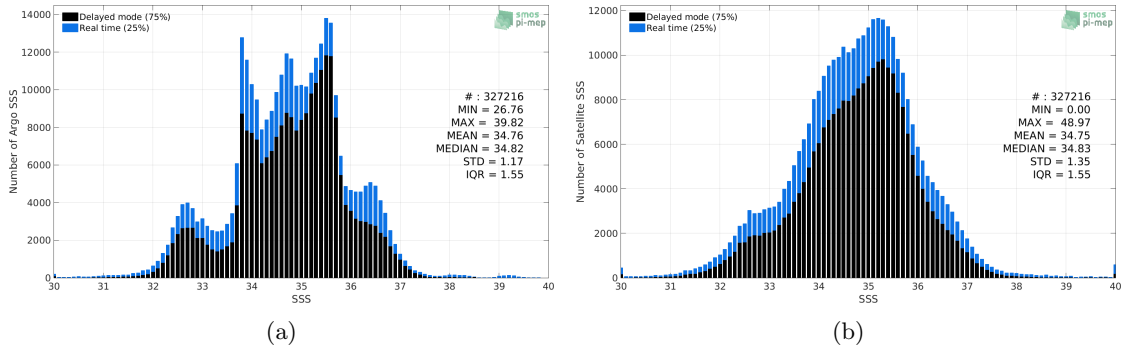 Delayed mode (75%)
Real time (25%)
smos
pi-mep
Number of Argo SSS
14000
12000
10000
8000
6000
4000
2000
0
# : 327216
MIN = 26.76
MAX = 39.82
MEAN = 34.76
MEDIAN = 34.82
STD = 1.17
IQR = 1.55
30 31 32 33 34 35 36 37 38 39 40
SSS
(a)
Delayed mode (75%)
Real time (25%)
smos
pi-mep
Number of Satellite SSS
12000
10000
8000
6000
4000
2000
0
# : 327216
MIN = 0.00
MAX = 48.97
MEAN = 34.75
MEDIAN = 34.83
STD = 1.35
IQR = 1.55
30 31 32 33 34 35 36 37 38 39 40
SSS
(b)